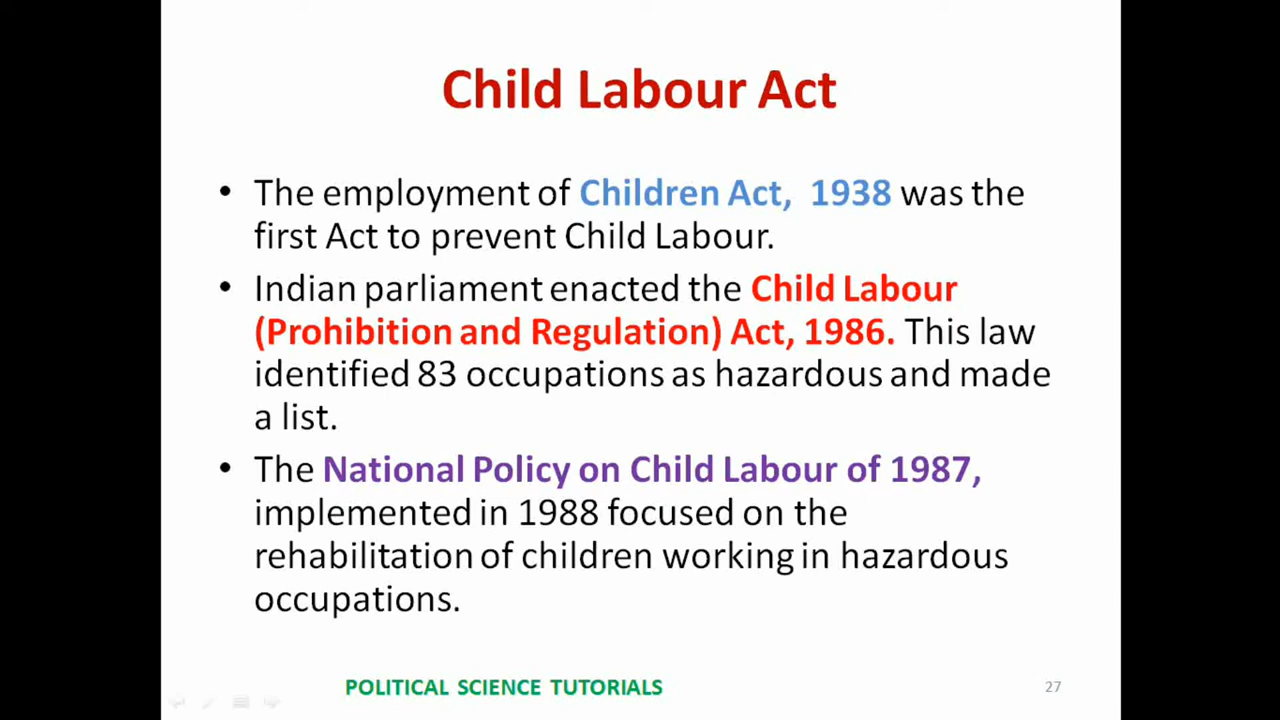 Child Labour Act
• The employment of Children Act, 1938 was the
first Act to prevent Child Labour.
• Indian parliament enacted the Child Labour
(Prohibition and Regulation) Act, 1986. This law
identified 83 occupations as hazardous and made
a list.
• The National Policy on Child Labour of 1987,
implemented in 1988 focused on the
rehabilitation of children working in hazardous
occupations.
POLITICAL SCIENCE TUTORIALS
27